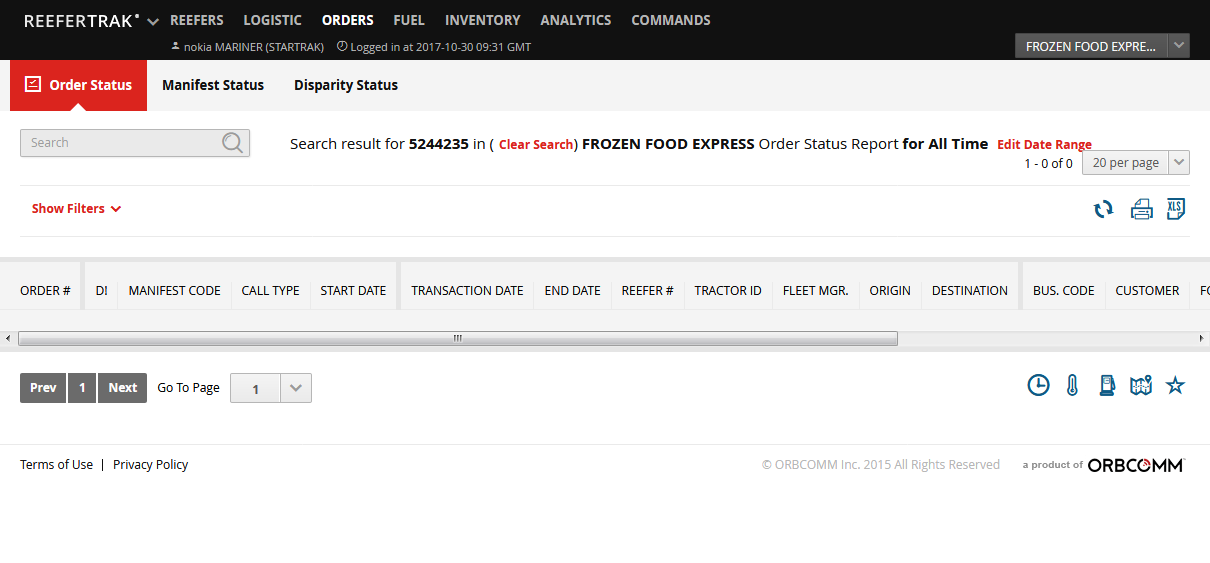 REEFERTRAK REEFERS LOGISTIC ORDERS FUEL INVENTORY ANALYTICS COMMANDS
nokia MARINER (STARTRAK) Logged in at 2017-10-30 09:31 GMT FROZEN FOOD EXPRE...
Order Status Manifest Status Disparity Status
Search Search result for 5244235 in ( Clear Search) FROZEN FOOD EXPRESS Order Status Report for All Time Edit Date Range
1 - 0 of 0 20 per page
Show Filters XLS
ORDER # DI MANIFEST CODE CALL TYPE START DATE TRANSACTION DATE END DATE REEFER # TRACTOR ID FLEET MGR. ORIGIN DESTINATION BUS. CODE CUSTOMER
Prev 1 Next Go To Page 1
Terms of Use | Privacy Policy © ORBCOMM Inc. 2015 All Rights Reserved a product of ORBCOMM